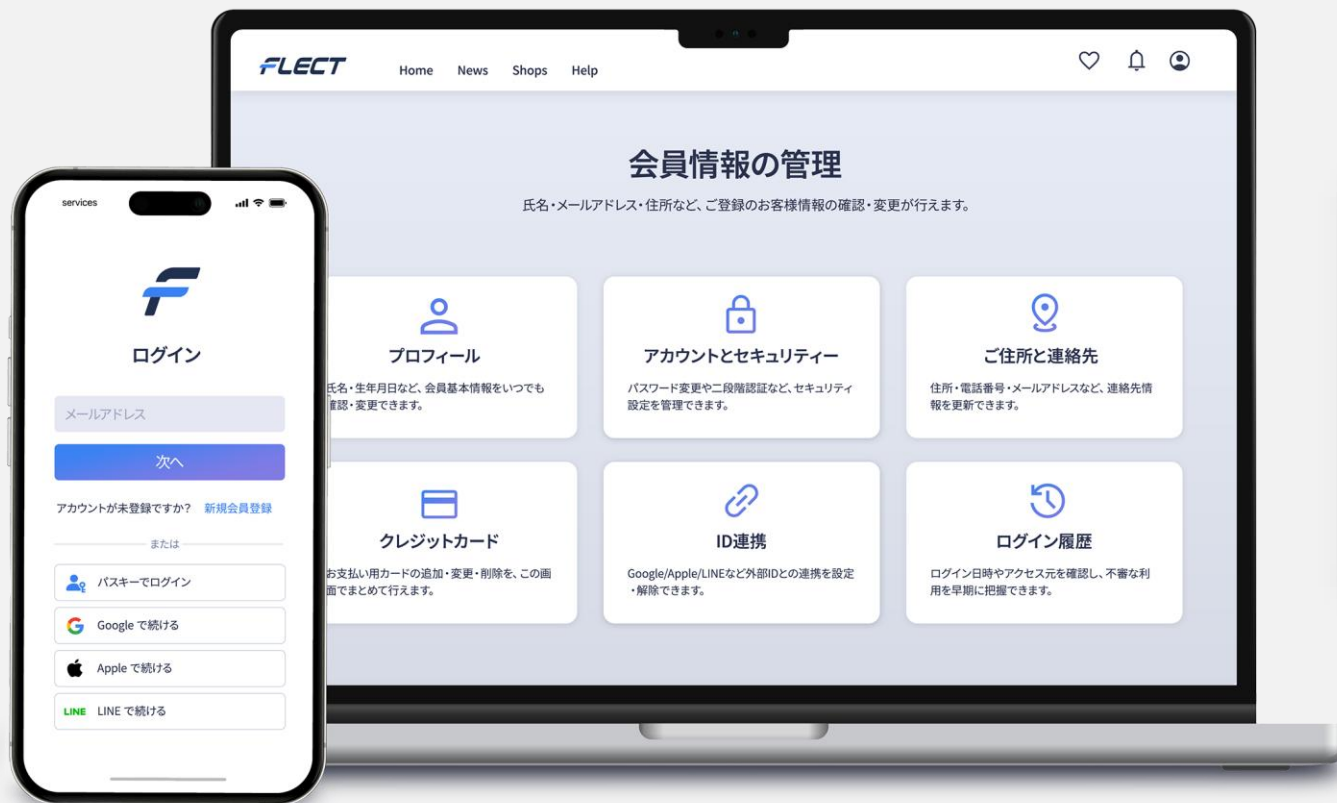 FLECT
Home News Shops Help
会員情報の管理
氏名・メールアドレス・住所など、ご登録のお客様情報の確認・変更が行えます。
プロフィール
氏名・生年月日など、会員基本情報をいつでも
確認・変更できます。
アカウントとセキュリティー
パスワード変更や二段階認証など、セキュリティ
設定を管理できます。
ご住所と連絡先
住所・電話番号・メールアドレスなど、連絡先情
報を更新できます。
クレジットカード
お支払い用カードの追加・変更・削除を、この画
面でまとめて行えます。
ID連携
Google/Apple/LINEなど外部IDとの連携を設定
・解除できます。
ログイン履歴
ログイン日時やアクセス元を確認し、不審な利
用を早期に把握できます。
services
ログイン
メールアドレス
次へ
アカウントが未登録ですか? 新規会員登録
または
パスキーでログイン
Google で続ける
Apple で続ける
LINE LINE で続ける